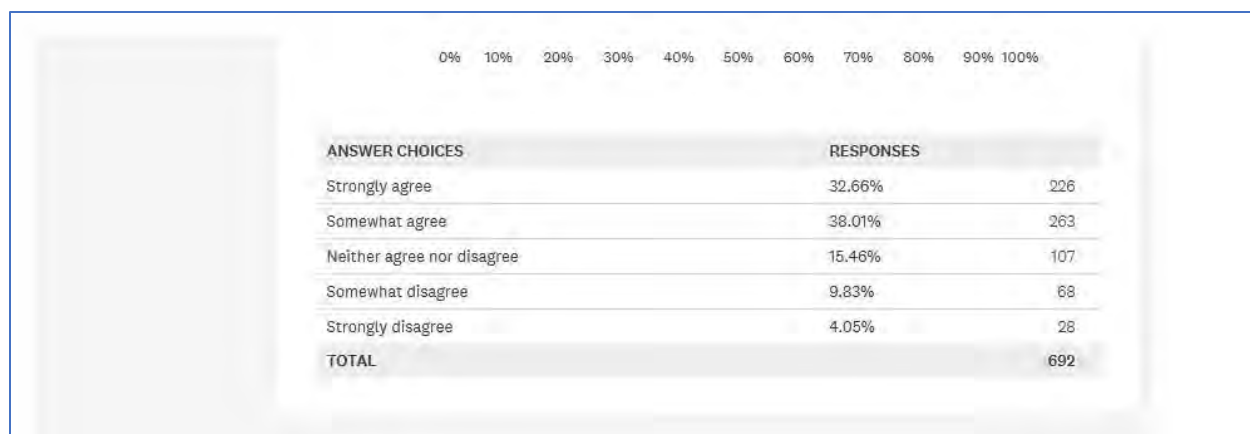 0% 10% 20% 30% 40% 50% 60% 70% 80% 90% 100%
ANSWER CHOICES RESPONSES
Strongly agree 32.66% 226
Somewhat agree 38.01% 263
Neither agree nor disagree 15.46% 107
Somewhat disagree 9.83% 68
Strongly disagree 4.05% 28
TOTAL 692